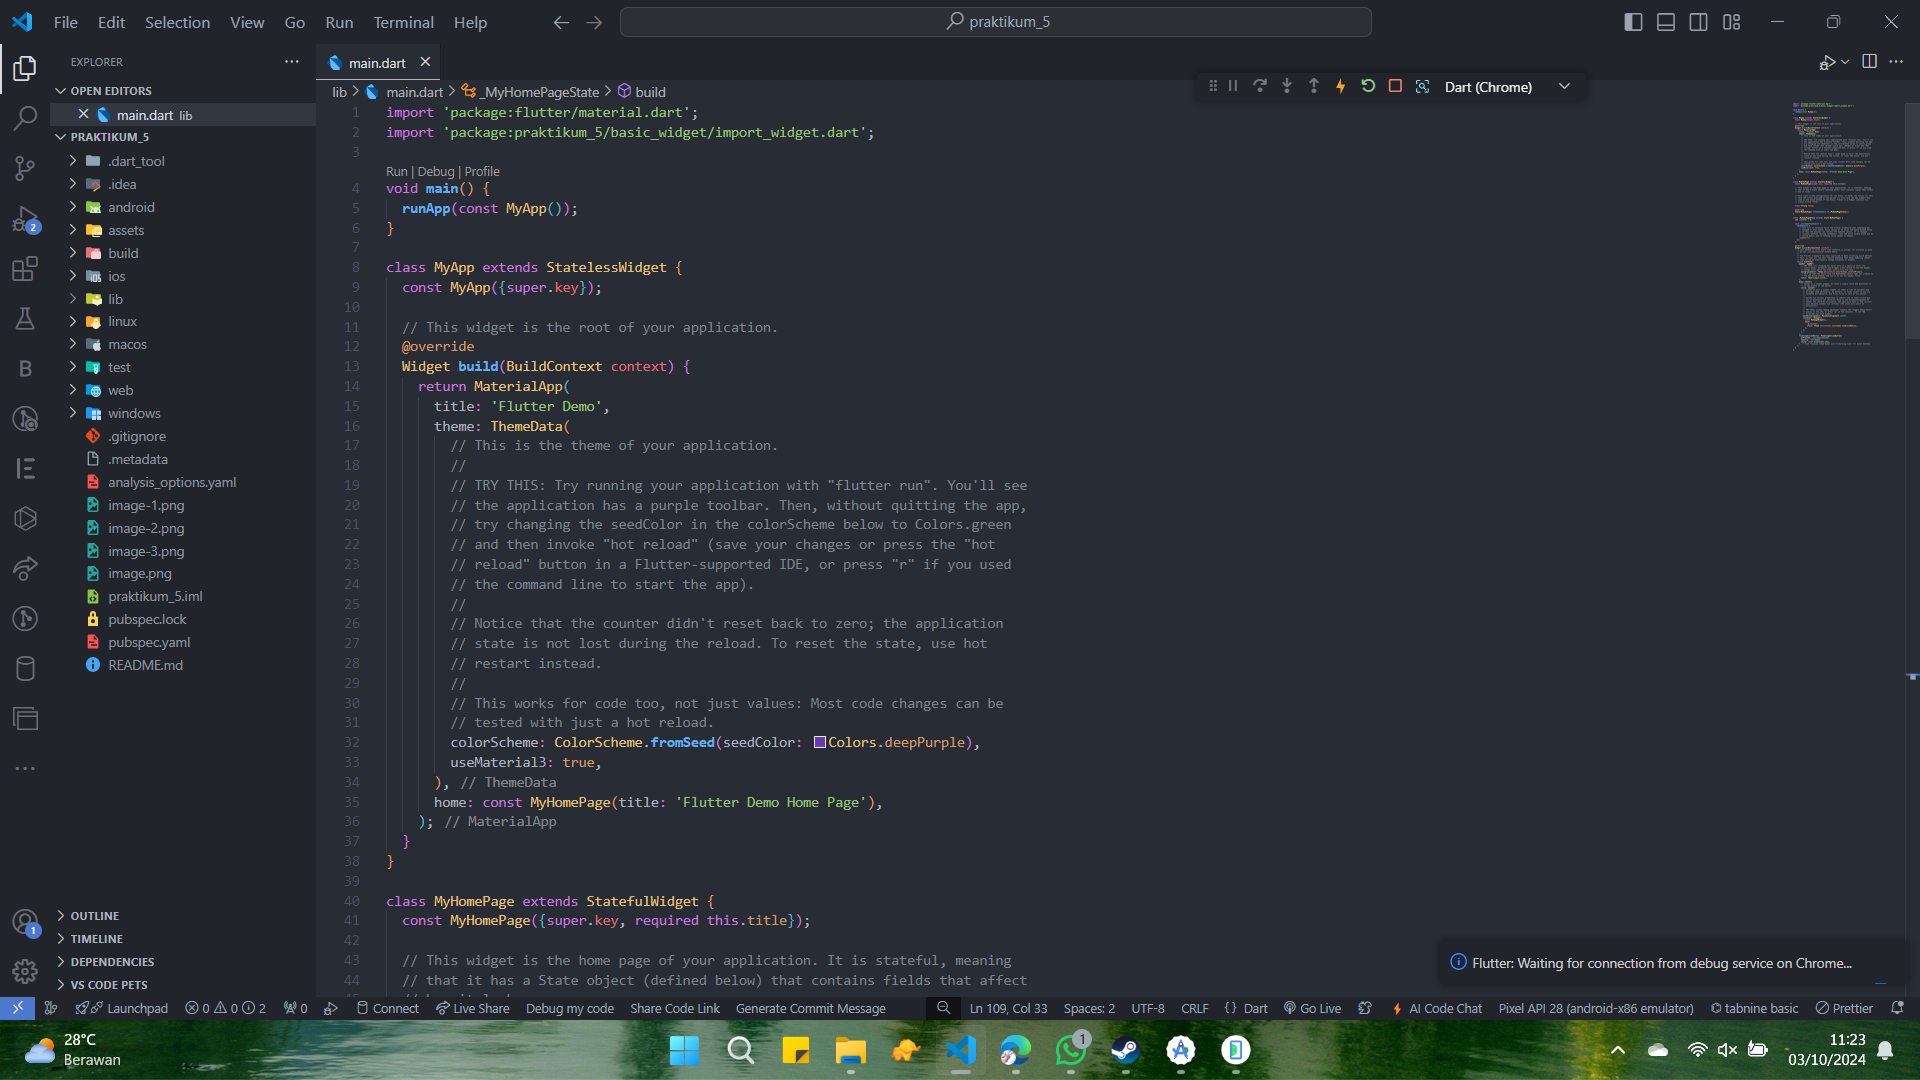 File Edit Selection View Go Run Terminal Help
praktikum_5
EXPLORER
OPEN EDITORS
main.dart lib
PRAKTIKUM_5
.dart_tool
.idea
android
assets
build
ios
lib
linux
macos
test
web
windows
.gitignore
.metadata
analysis_options.yaml
image-1.png
image-2.png
image-3.png
image.png
praktikum_5.iml
pubspec.lock
pubspec.yaml
README.md
OUTLINE
TIMELINE
DEPENDENCIES
VS CODE PETS
2
1
main.dart
lib > main.dart > _MyHomePageState > build
Dart (Chrome)
1 import 'package:flutter/material.dart';
2 import 'package:praktikum_5/basic_widget/import_widget.dart';
3
Run | Debug | Profile
4 void main() {
5 runApp(const MyApp());
6 }
7
8 class MyApp extends StatelessWidget {
9 const MyApp({super.key});
10
11 // This widget is the root of your application.
12 @override
13 Widget build(BuildContext context) {
14 return MaterialApp(
15 title: 'Flutter Demo',
16 theme: ThemeData(
17 // This is the theme of your application.
18 //
19 // TRY THIS: Try running your application with "flutter run". You'll see
20 // the application has a purple toolbar. Then, without quitting the app,
21 // try changing the seedColor in the colorScheme below to Colors.green
22 // and then invoke "hot reload" (save your changes or press the "hot
23 // reload" button in a Flutter-supported IDE, or press "r" if you used
24 // the command line to start the app).
25 //
26 // Notice that the counter didn't reset back to zero; the application
27 // state is not lost during the reload. To reset the state, use hot
28 // restart instead.
29 //
30 // This works for code too, not just values: Most code changes can be
31 // tested with just a hot reload.
32 colorScheme: ColorScheme.fromSeed(seedColor: Colors.deepPurple),
33 useMaterial3: true,
34 ), // ThemeData
35 home: const MyHomePage(title: 'Flutter Demo Home Page'),
36 ); // MaterialApp
37 }
38 }
39
40 class MyHomePage extends StatefulWidget {
41 const MyHomePage({super.key, required this.title});
42
43 // This widget is the home page of your application. It is stateful, meaning
44 // that it has a State object (defined below) that contains fields that affect
Flutter: Waiting for connection from debug service on Chrome...
Launchpad 0 0 2 0 Connect Live Share Debug my code Share Code Link Generate Commit Message Ln 109, Col 33 Spaces: 2 UTF-8 CRLF {} Dart Go Live AI Code Chat Pixel API 28 (android-x86 emulator) tabnine basic Prettier
28°C
Berawan
1
11:23
03/10/2024